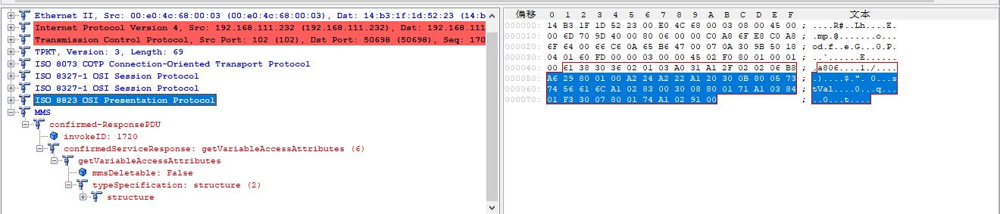 Ethernet II, Src: 00:e0:4c:68:00:03 (00:e0:4c:68:00:03), Dst: 14:b3:1f:1d:52:23 (14:b
Internet Protocol Version 4, Src: 192.168.111.232 (192.168.111.232), Dst: 192.168.111
Transmission Control Protocol, Src Port: 102 (102), Dst Port: 50698 (50698), Seq: 170
TPKT, Version: 3, Length: 69
ISO 8073 COTP Connection-Oriented Transport Protocol
ISO 8327-1 OSI Session Protocol
ISO 8327-1 OSI Session Protocol
ISO 8823 OSI Presentation Protocol
MMS
confirmed-ResponsePDU
invokeID: 1720
confirmedServiceResponse: getVariableAccessAttributes (6)
getVariableAccessAttributes
mmsDeletable: False
typeSpecification: structure (2)
structure
偏移 0 1 2 3 4 5 6 7 8 9 A B C D E F 文本
000000: 14 B3 1F 1D 52 23 00 E0 4C 68 00 03 08 00 45 00 ; ....R#..Lh....E.
000010: 00 6D 70 9D 40 00 80 06 00 00 C0 A8 6F E8 C0 A8 ; .mp.@.......o...
000020: 6F 64 00 66 C6 0A 65 B6 47 00 07 0A 30 9B 50 18 ; od.f..e.G...0.P.
000030: 04 01 60 FD 00 00 03 00 00 45 02 F0 80 01 00 01 ; ..`......E......
000040: 00 61 38 30 36 02 01 03 A0 31 A1 2F 02 02 06 B8 ; .a806....1./....
000050: A6 29 80 01 00 A2 24 A2 22 A1 20 30 0B 80 05 73 ; .)....$.". 0...s
000060: 74 56 61 6C A1 02 83 00 30 08 80 01 71 A1 03 84 ; tVal....0...q...
000070: 01 F3 30 07 80 01 74 A1 02 91 00 ; ..0...t....